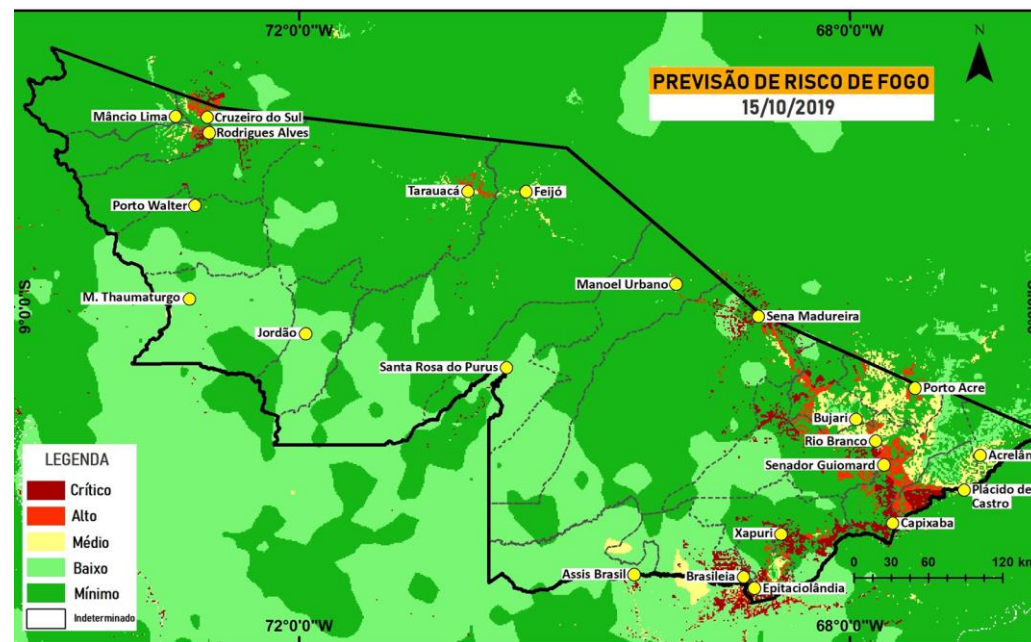 72°0'0"W
68°0'0"W
N
PREVISÃO DE RISCO DE FOGO
15/10/2019
Mâncio Lima
Cruzeiro do Sul
Rodrigues Alves
Tarauacá
Feijó
Porto Walter
M. Thaumaturgo
Manoel Urbano
9°0'0"S
Jordão
Sena Madureira
Santa Rosa do Purus
Porto Acre
Bujari
Rio Branco
Acrelân
Senador Guiomard
Plácido de
Castro
Capixaba
Xapuri
Assis Brasil
Brasileia
Epitaciolândia
LEGENDA
Crítico
Alto
Médio
Baixo
Mínimo
Indeterminado
0 30 60 120 km
72°0'0"W
68°0'0"W